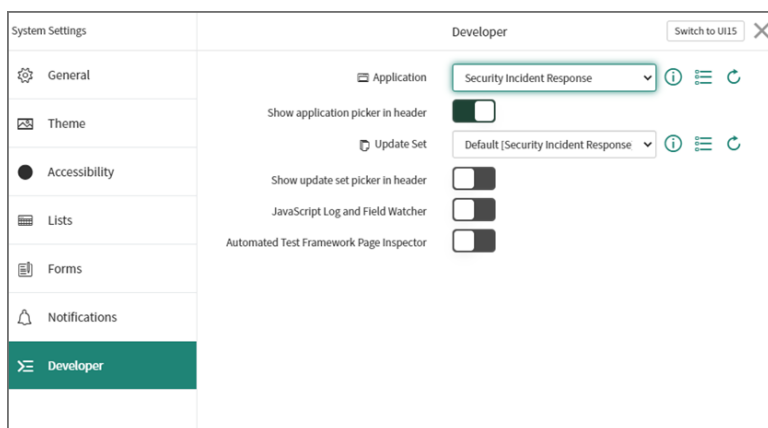 System Settings
Developer
Switch to UI15
General
Theme
Accessibility
Lists
Forms
Notifications
Developer
Application
Security Incident Response
Show application picker in header
Update Set
Default [Security Incident Response
Show update set picker in header
JavaScript Log and Field Watcher
Automated Test Framework Page Inspector